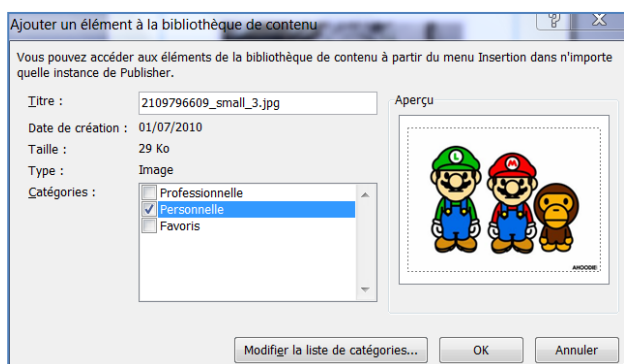 Ajouter un élément à la bibliothèque de contenu
Vous pouvez accéder aux éléments de la bibliothèque de contenu à partir du menu Insertion dans n'importe
quelle instance de Publisher.
Titre :
2109796609_small_3.jpg
Date de création :
01/07/2010
Taille :
29 Ko
Type :
Image
Catégories :
Professionnelle
Personnelle
Favoris
Aperçu
L
M
Modifier la liste de catégories...
OK
Annuler